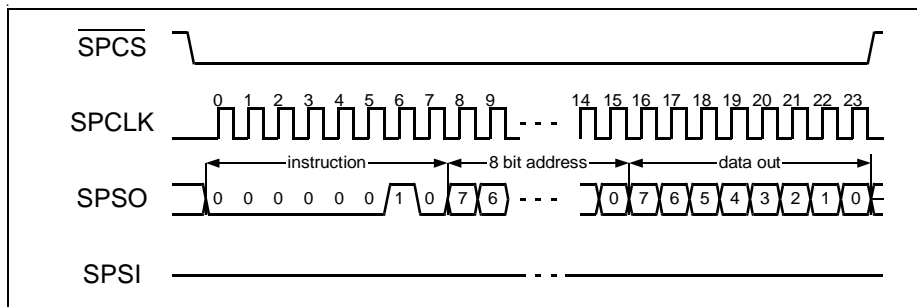 SPCS
0 1 2 3 4 5 6 7 8 9 14 15 16 17 18 19 20 21 22 23
SPCLK
instruction 8 bit address data out
SPSO 0 0 0 0 0 0 1 0 7 6 0 7 6 5 4 3 2 1 0
SPSI